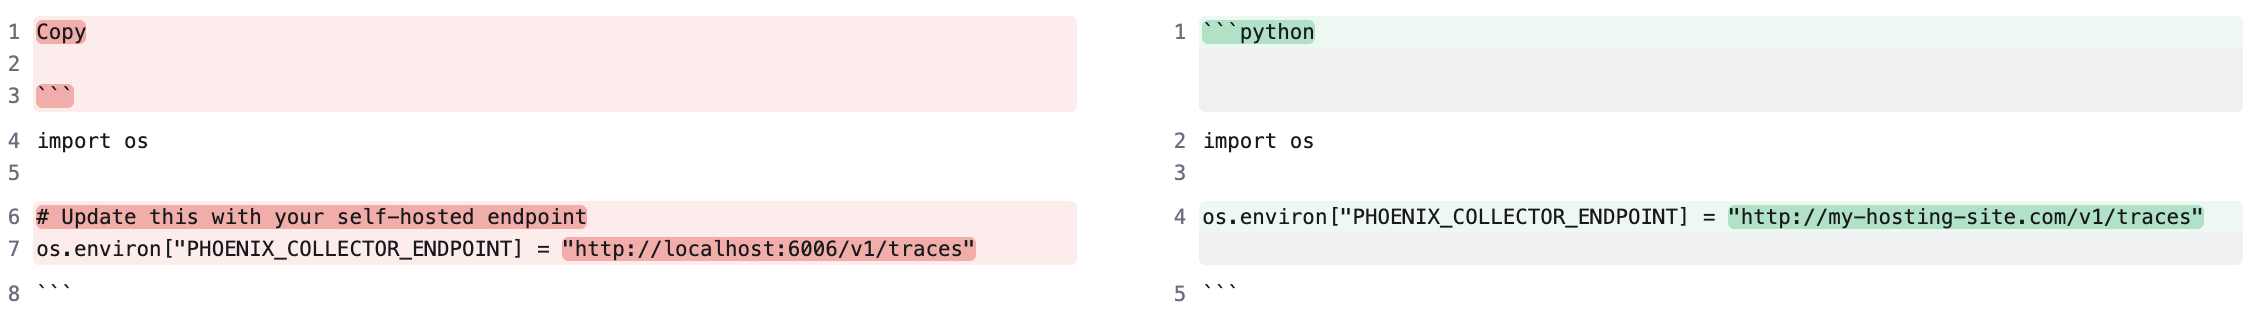 1 Copy
2
3 ```
4 import os
5
6 # Update this with your self-hosted endpoint
7 os.environ["PHOENIX_COLLECTOR_ENDPOINT] = "http://localhost:6006/v1/traces"
8 ```
1 ```python
2 import os
3
4 os.environ["PHOENIX_COLLECTOR_ENDPOINT] = "http://my-hosting-site.com/v1/traces"
5 ```